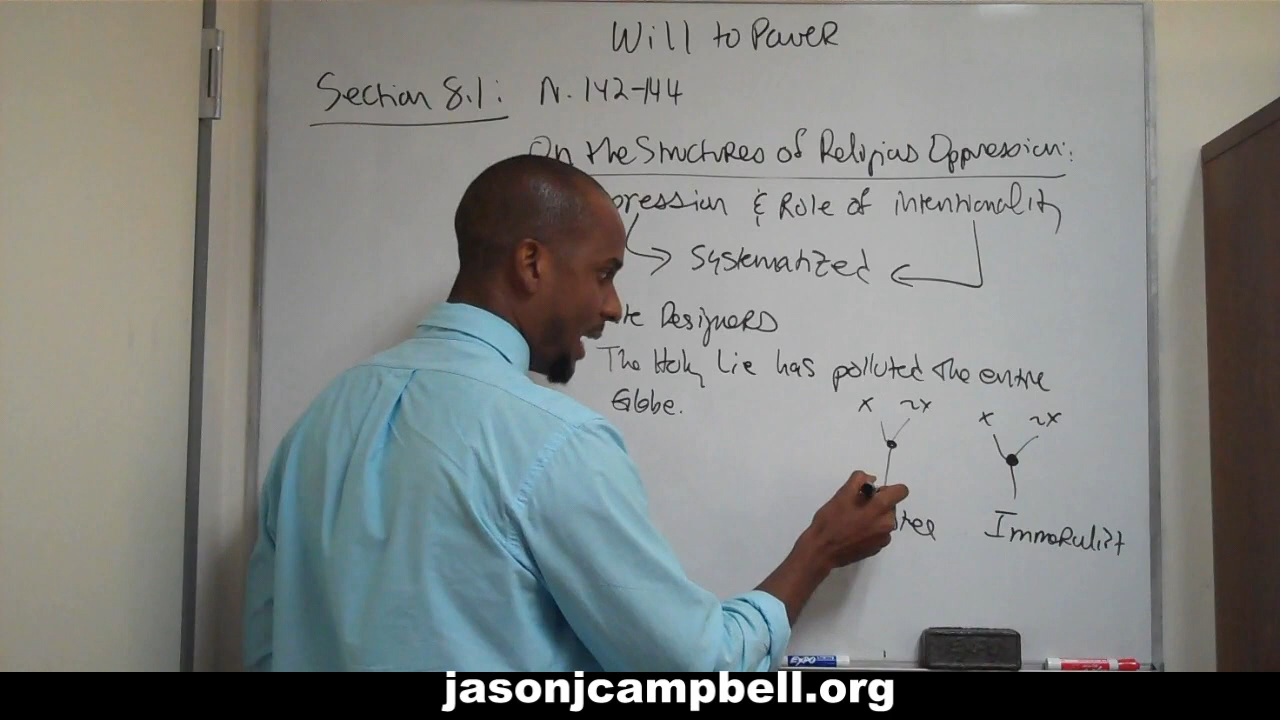 Will to Power
Section 8.1: N. 142-144
On the Structures of Religious Oppression:
pression & Role of intentionality
Systematized
Designers
The Holy Lie has polluted the entire
Globe.
x ~x x ~x
Immoralist
jasonjcampbell.org